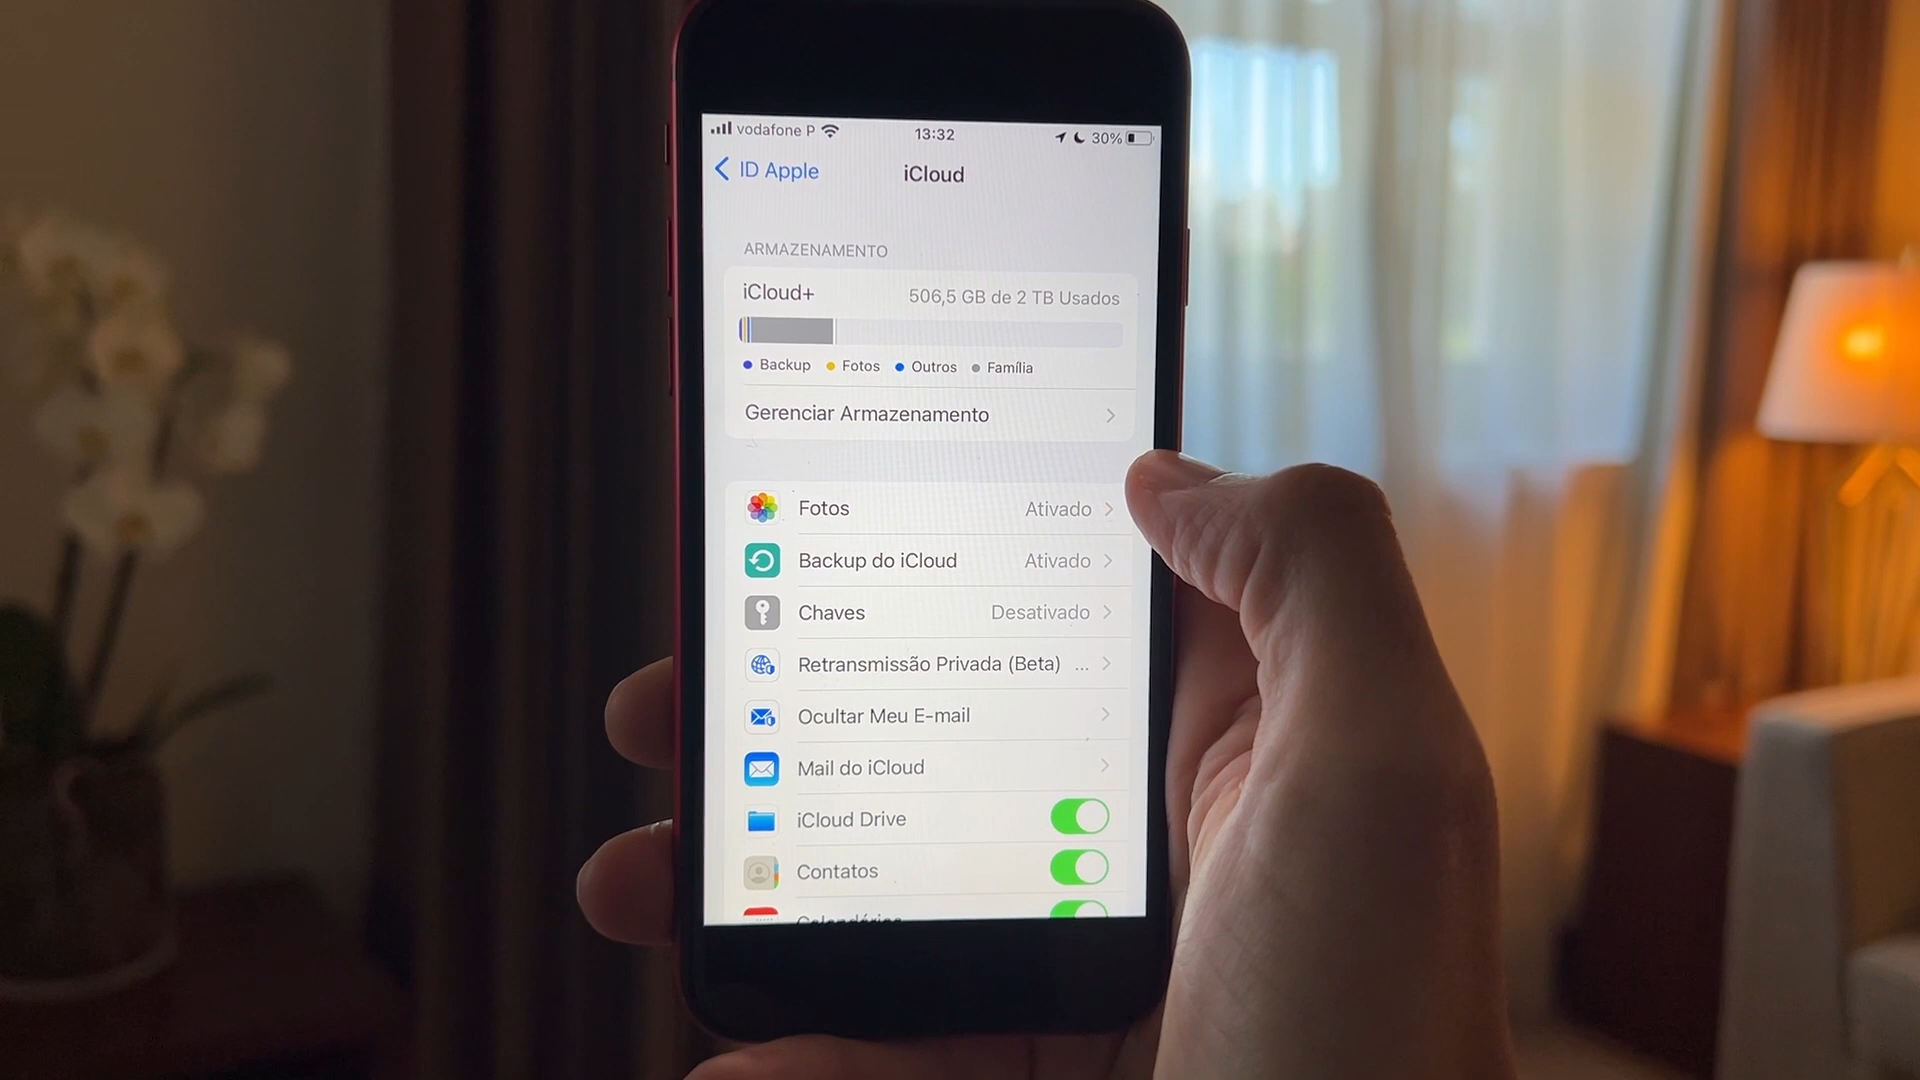 vodafone P 13:32 30%
ID Apple iCloud
ARMAZENAMENTO
iCloud+ 506,5 GB de 2 TB Usados
Backup Fotos Outros Família
Gerenciar Armazenamento
Fotos Ativado
Backup do iCloud Ativado
Chaves Desativado
Retransmissão Privada (Beta) ...
Ocultar Meu E-mail
Mail do iCloud
iCloud Drive
Contatos